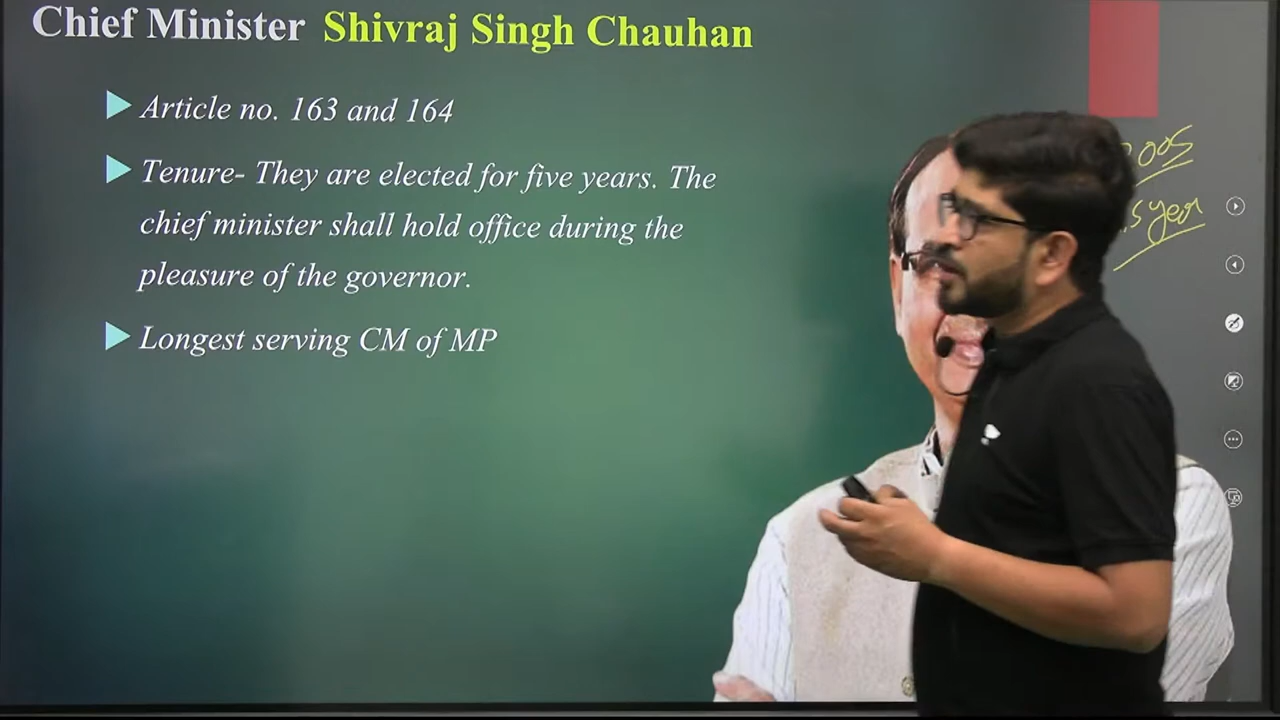 Chief Minister Shivraj Singh Chauhan
Article no. 163 and 164
Tenure- They are elected for five years. The
chief minister shall hold office during the
pleasure of the governor.
Longest serving CM of MP
year